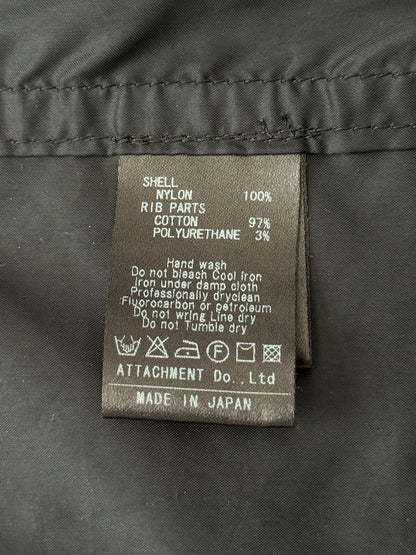 SHELL
NYLON 100%
RIB PARTS
COTTON 97%
POLYURETHANE 3%
Hand wash
Do not bleach Cool iron
Iron under damp cloth
Professionally dryclean
Fluorocarbon or petroleum
Do not wring Line dry
Do not Tumble dry
F
ATTACHMENT Do., Ltd
MADE IN JAPAN